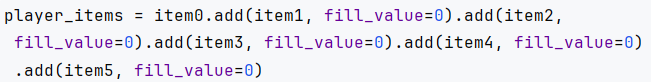 player_items = item0.add(item1, fill_value=0).add(item2,
fill_value=0).add(item3, fill_value=0).add(item4, fill_value=0)
.add(item5, fill_value=0)